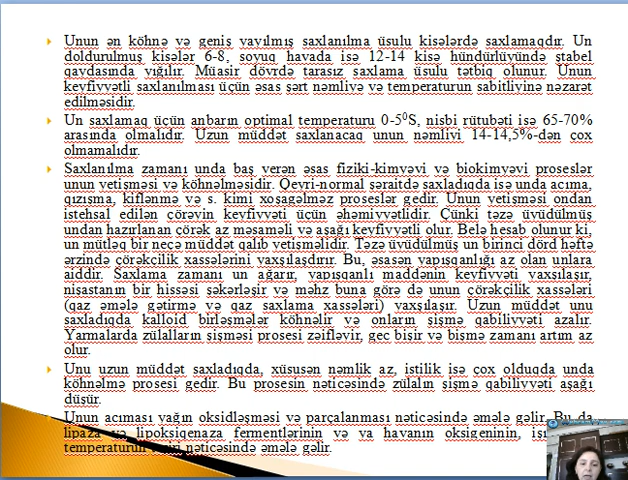 Unun ən köhnə və geniş yayılmış saxlanılma üsulu kisələrdə saxlamaqdır. Un
doldurulmuş kisələr 6-8, soyuq havada isə 12-14 kisə hündürlüyündə ştabel
qaydasında yığılır. Müasir dövrdə tarasız saxlama üsulu tətbiq olunur. Unun
keyfiyyətli saxlanılması üçün əsas şərt nəmliyə və temperaturun sabitliyinə nəzarət
edilməsidir.
Un saxlamaq üçün anbarın optimal temperaturu 0-5⁰S, nisbi rütubəti isə 65-70%
arasında olmalıdır. Uzun müddət saxlanacaq unun nəmliyi 14-14,5%-dən çox
olmamalıdır.
Saxlanılma zamanı unda baş verən əsas fiziki-kimyəvi və biokimyəvi proseslər
unun yetişməsi və köhnəlməsidir. Qeyri-normal şəraitdə saxladıqda isə unda acıma,
qızışma, kiflənmə və s. kimi xoşagəlməz proseslər gedir. Unun yetişməsi ondan
istehsal edilən çörəyin keyfiyyəti üçün əhəmiyyətlidir. Çünki təzə üyüdülmüş
undan hazırlanan çörək az məsaməli və aşağı keyfiyyətli olur. Belə hesab olunur ki,
un mütləq bir neçə müddət qalıb yetişməlidir. Təzə üyüdülmüş un birinci dörd həftə
ərzində çörəkçilik xassələrini yaxşılaşdırır. Bu, əsasən yapışqanlığı az olan unlara
aiddir. Saxlama zamanı un ağarır, yapışqanlı maddənin keyfiyyəti yaxşılaşır,
nişastanın bir hissəsi şəkərləşir və məhz buna görə də unun çörəkçilik xassələri
(qaz əmələ gətirmə və qaz saxlama xassələri) yaxşılaşır. Uzun müddət unu
saxladıqda kalloid birləşmələr köhnəlir və onların şişmə qabiliyyəti azalır.
Yarmalarda zülalların şişməsi prosesi zəifləyir, gec bişir və bişmə zamanı artımı az
olur.
Unu uzun müddət saxladıqda, xüsusən nəmlik az, istilik isə çox olduqda unda
köhnəlmə prosesi gedir. Bu prosesin nəticəsində zülalın şişmə qabiliyyəti aşağı
düşür.
Unun acıması yağın oksidləşməsi və parçalanması nəticəsində əmələ gəlir. Bu da
lipaza və lipoksigenaza fermentlərinin və ya havanın oksigeninin,
temperaturun nəticəsində əmələ gəlir.